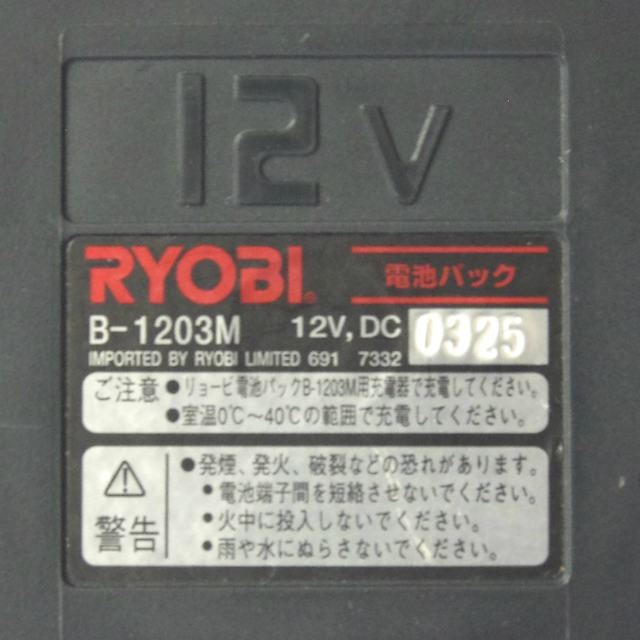 12V
RYOBI®
電池パック
B-1203M 12V, DC 0325
IMPORTED BY RYOBI LIMITED 691 7332
ご注意
●リョービ電池パックB-1203M用充電器で充電してください。
●室温0℃～40℃の範囲で充電してください。
警告
●発煙、発火、破裂などの恐れがあります。
・電池端子間を短絡させないでください。
・火中に投入しないでください。
・雨や水にぬらさないでください。